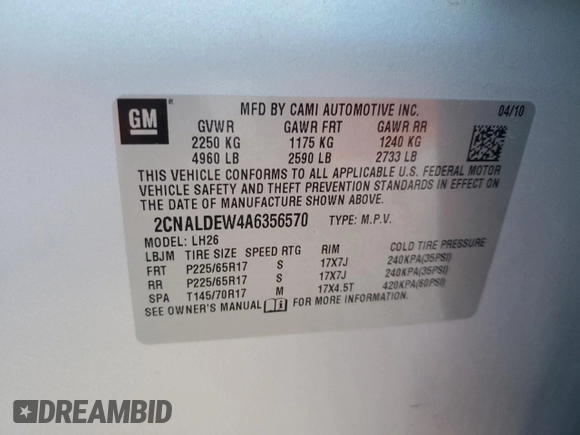 GM
MFD BY CAMI AUTOMOTIVE INC. 04/10
GVWR GAWR FRT GAWR RR
2250 KG 1175 KG 1240 KG
4960 LB 2590 LB 2733 LB
THIS VEHICLE CONFORMS TO ALL APPLICABLE U.S. FEDERAL MOTOR
VEHICLE SAFETY AND THEFT PREVENTION STANDARDS IN EFFECT ON
THE DATE OF MANUFACTURE SHOWN ABOVE.
2CNALDEW4A6356570 TYPE: M.P.V.
MODEL: LH26
LBJM TIRE SIZE SPEED RTG RIM COLD TIRE PRESSURE
FRT P225/65R17 S 17X7J 240KPA(35PSI)
RR P225/65R17 S 17X7J 240KPA(35PSI)
SPA T145/70R17 M 17X4.5T 420KPA(60PSI)
SEE OWNER'S MANUAL FOR MORE INFORMATION.
DREAMBID